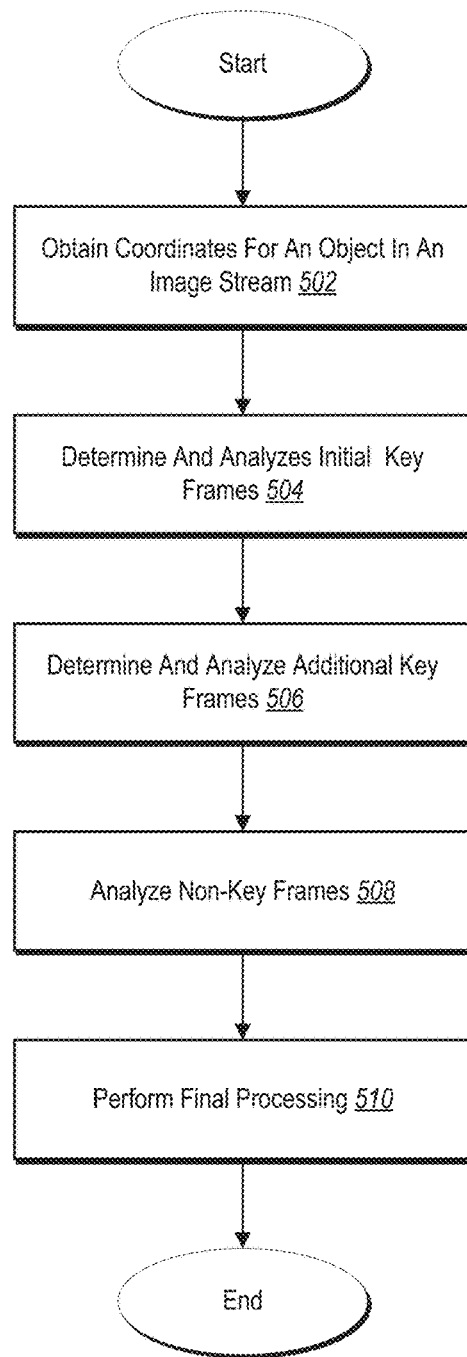 Start
Obtain Coordinates For An Object In An
Image Stream 502
Determine And Analyzes Initial Key
Frames 504
Determine And Analyze Additional Key
Frames 506
Analyze Non-Key Frames 508
Perform Final Processing 510
End